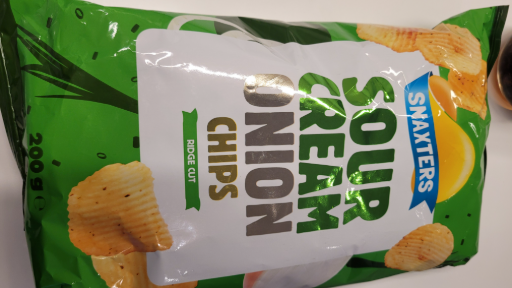 SNAXTERS
SOUR
CREAM
ONION
CHIPS
RIDGE CUT
200 g